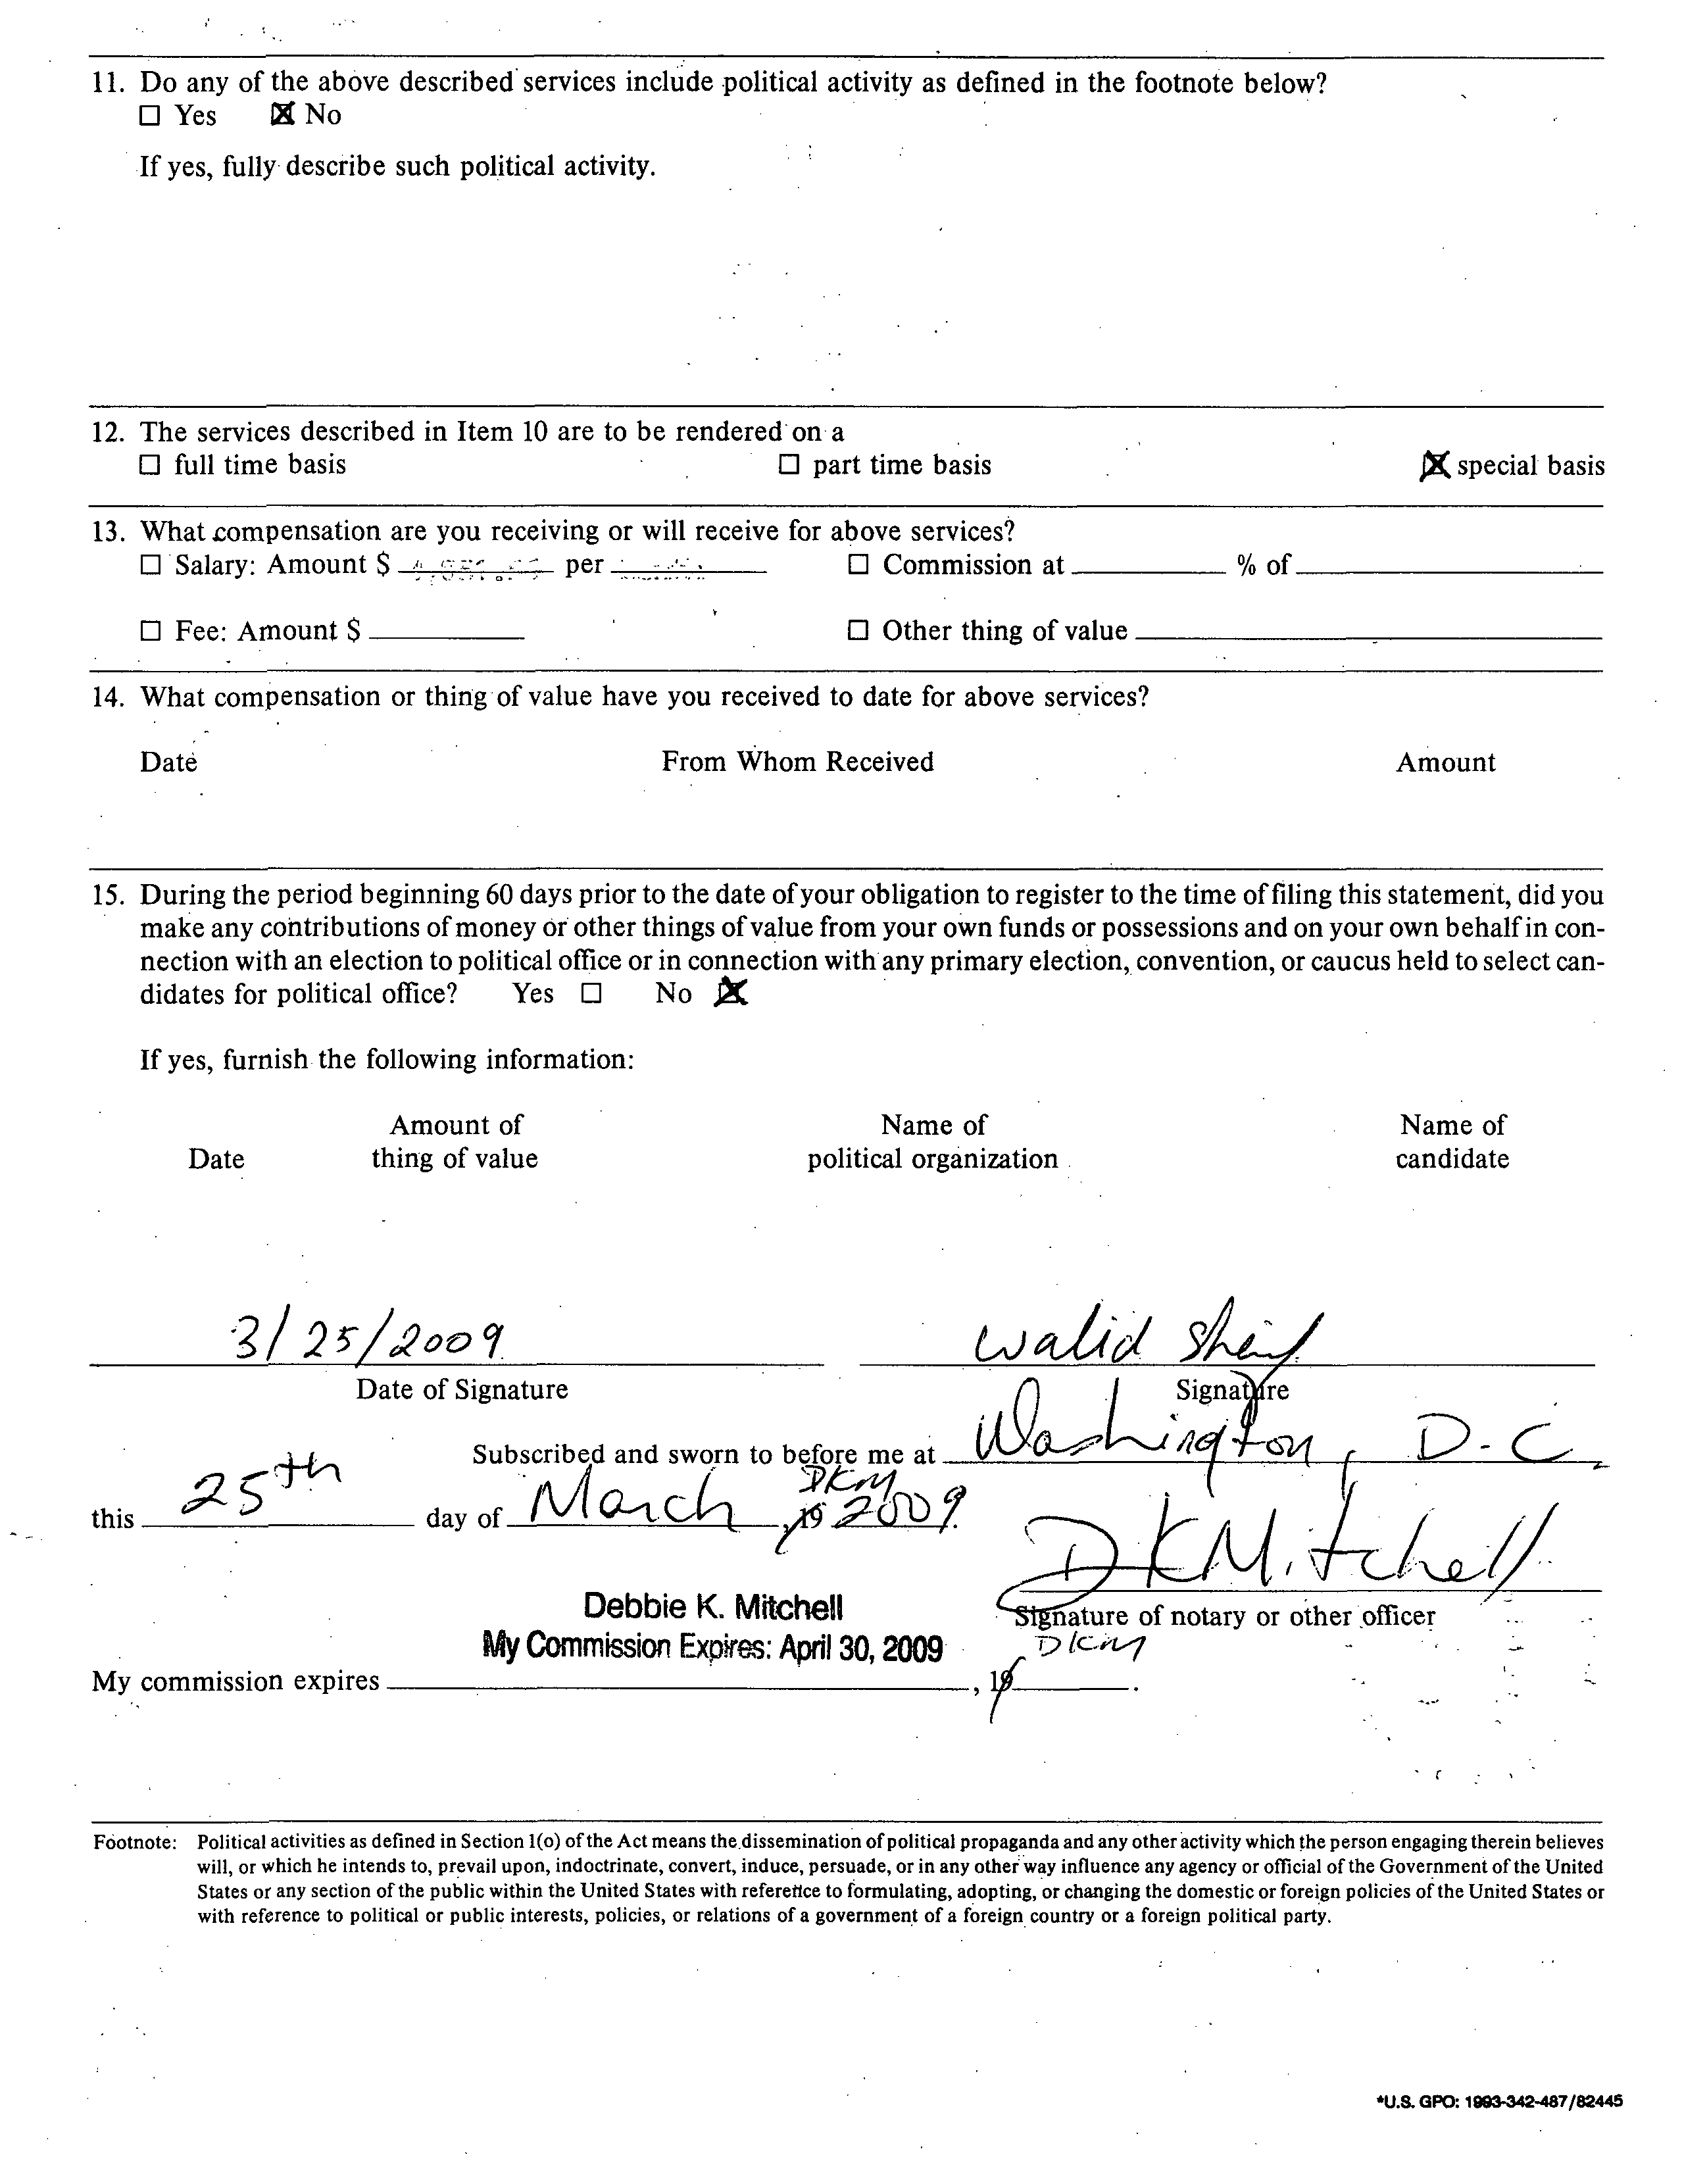 11. Do any of the above described services include political activity as defined in the footnote below?
☐ Yes ☒ No
If yes, fully describe such political activity.
12. The services described in Item 10 are to be rendered on a
☐ full time basis ☐ part time basis ☒ special basis
13. What compensation are you receiving or will receive for above services?
☐ Salary: Amount $ per ☐ Commission at % of
☐ Fee: Amount $ ☐ Other thing of value
14. What compensation or thing of value have you received to date for above services?
Date From Whom Received Amount
15. During the period beginning 60 days prior to the date of your obligation to register to the time of filing this statement, did you
make any contributions of money or other things of value from your own funds or possessions and on your own behalf in con-
nection with an election to political office or in connection with any primary election, convention, or caucus held to select can-
didates for political office? Yes ☐ No ☒
If yes, furnish the following information:
Amount of Name of Name of
Date thing of value political organization candidate
3/25/2009 walid
Date of Signature Signature
Subscribed and sworn to before me at Washington, D.C.
DKM
this 25th day of March, 19 2009.
DKMitchell
Debbie K. Mitchell
Signature of notary or other officer
My Commission Expires: April 30, 2009 DKM
My commission expires , 19 .
Footnote: Political activities as defined in Section 1(o) of the Act means the dissemination of political propaganda and any other activity which the person engaging therein believes
will, or which he intends to, prevail upon, indoctrinate, convert, induce, persuade, or in any other way influence any agency or official of the Government of the United
States or any section of the public within the United States with reference to formulating, adopting, or changing the domestic or foreign policies of the United States or
with reference to political or public interests, policies, or relations of a government of a foreign country or a foreign political party.
*U.S. GPO: 1993-342-487/82445